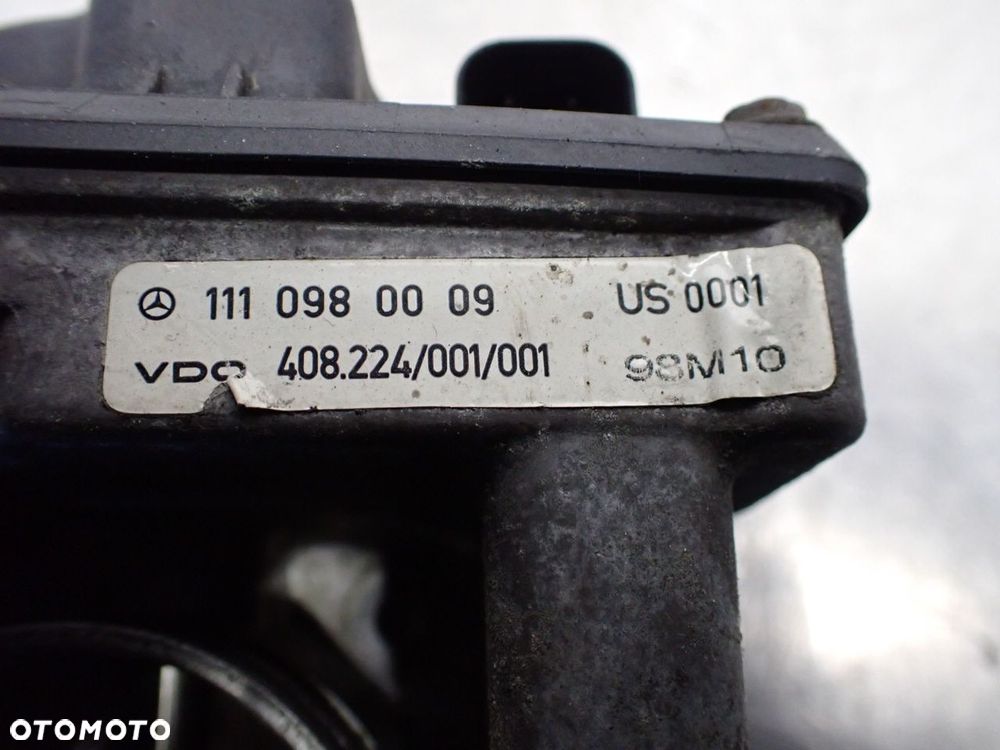 111 098 00 09 US 0001
VDO 408.224/001/001 98M10
OTOMOTO